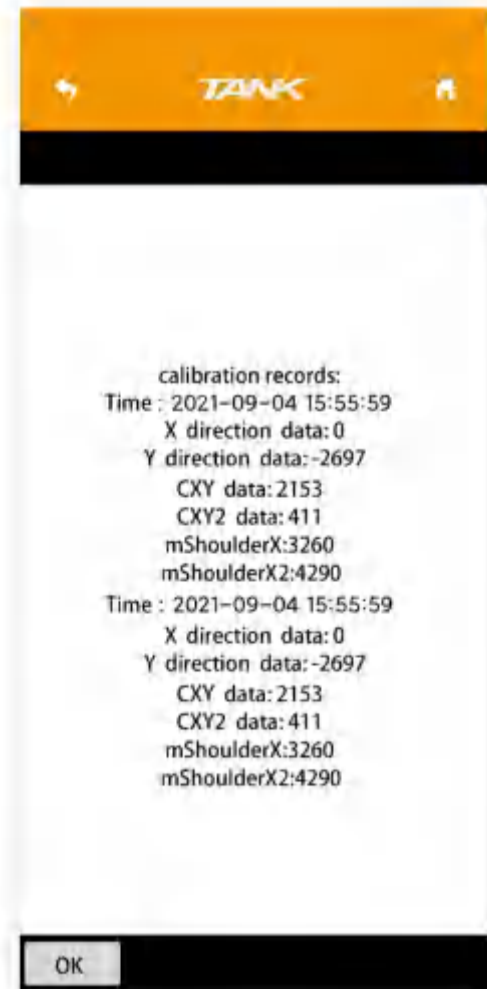 TANK
calibration records:
Time : 2021-09-04 15:55:59
X direction data:0
Y direction data:-2697
CXY data:2153
CXY2 data:411
mShoulderX:3260
mShoulderX2:4290
Time : 2021-09-04 15:55:59
X direction data:0
Y direction data:-2697
CXY data:2153
CXY2 data:411
mShoulderX:3260
mShoulderX2:4290
OK